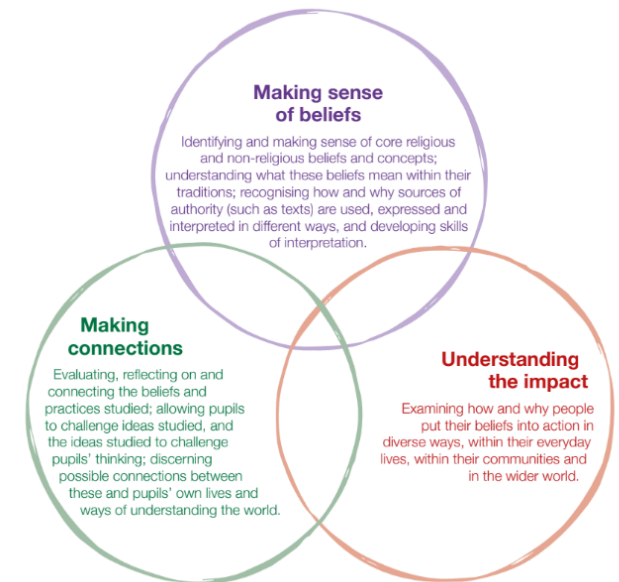 Making sense
of beliefs
Identifying and making sense of core religious
and non-religious beliefs and concepts;
understanding what these beliefs mean within their
traditions; recognising how and why sources of
authority (such as texts) are used, expressed and
interpreted in different ways, and developing skills
of interpretation.
Making
connections
Evaluating, reflecting on and
connecting the beliefs and
practices studied; allowing pupils
to challenge ideas studied, and
the ideas studied to challenge
pupils' thinking; discerning
possible connections between
these and pupils' own lives and
ways of understanding the world.
Understanding
the impact
Examining how and why people
put their beliefs into action in
diverse ways, within their everyday
lives, within their communities and
in the wider world.